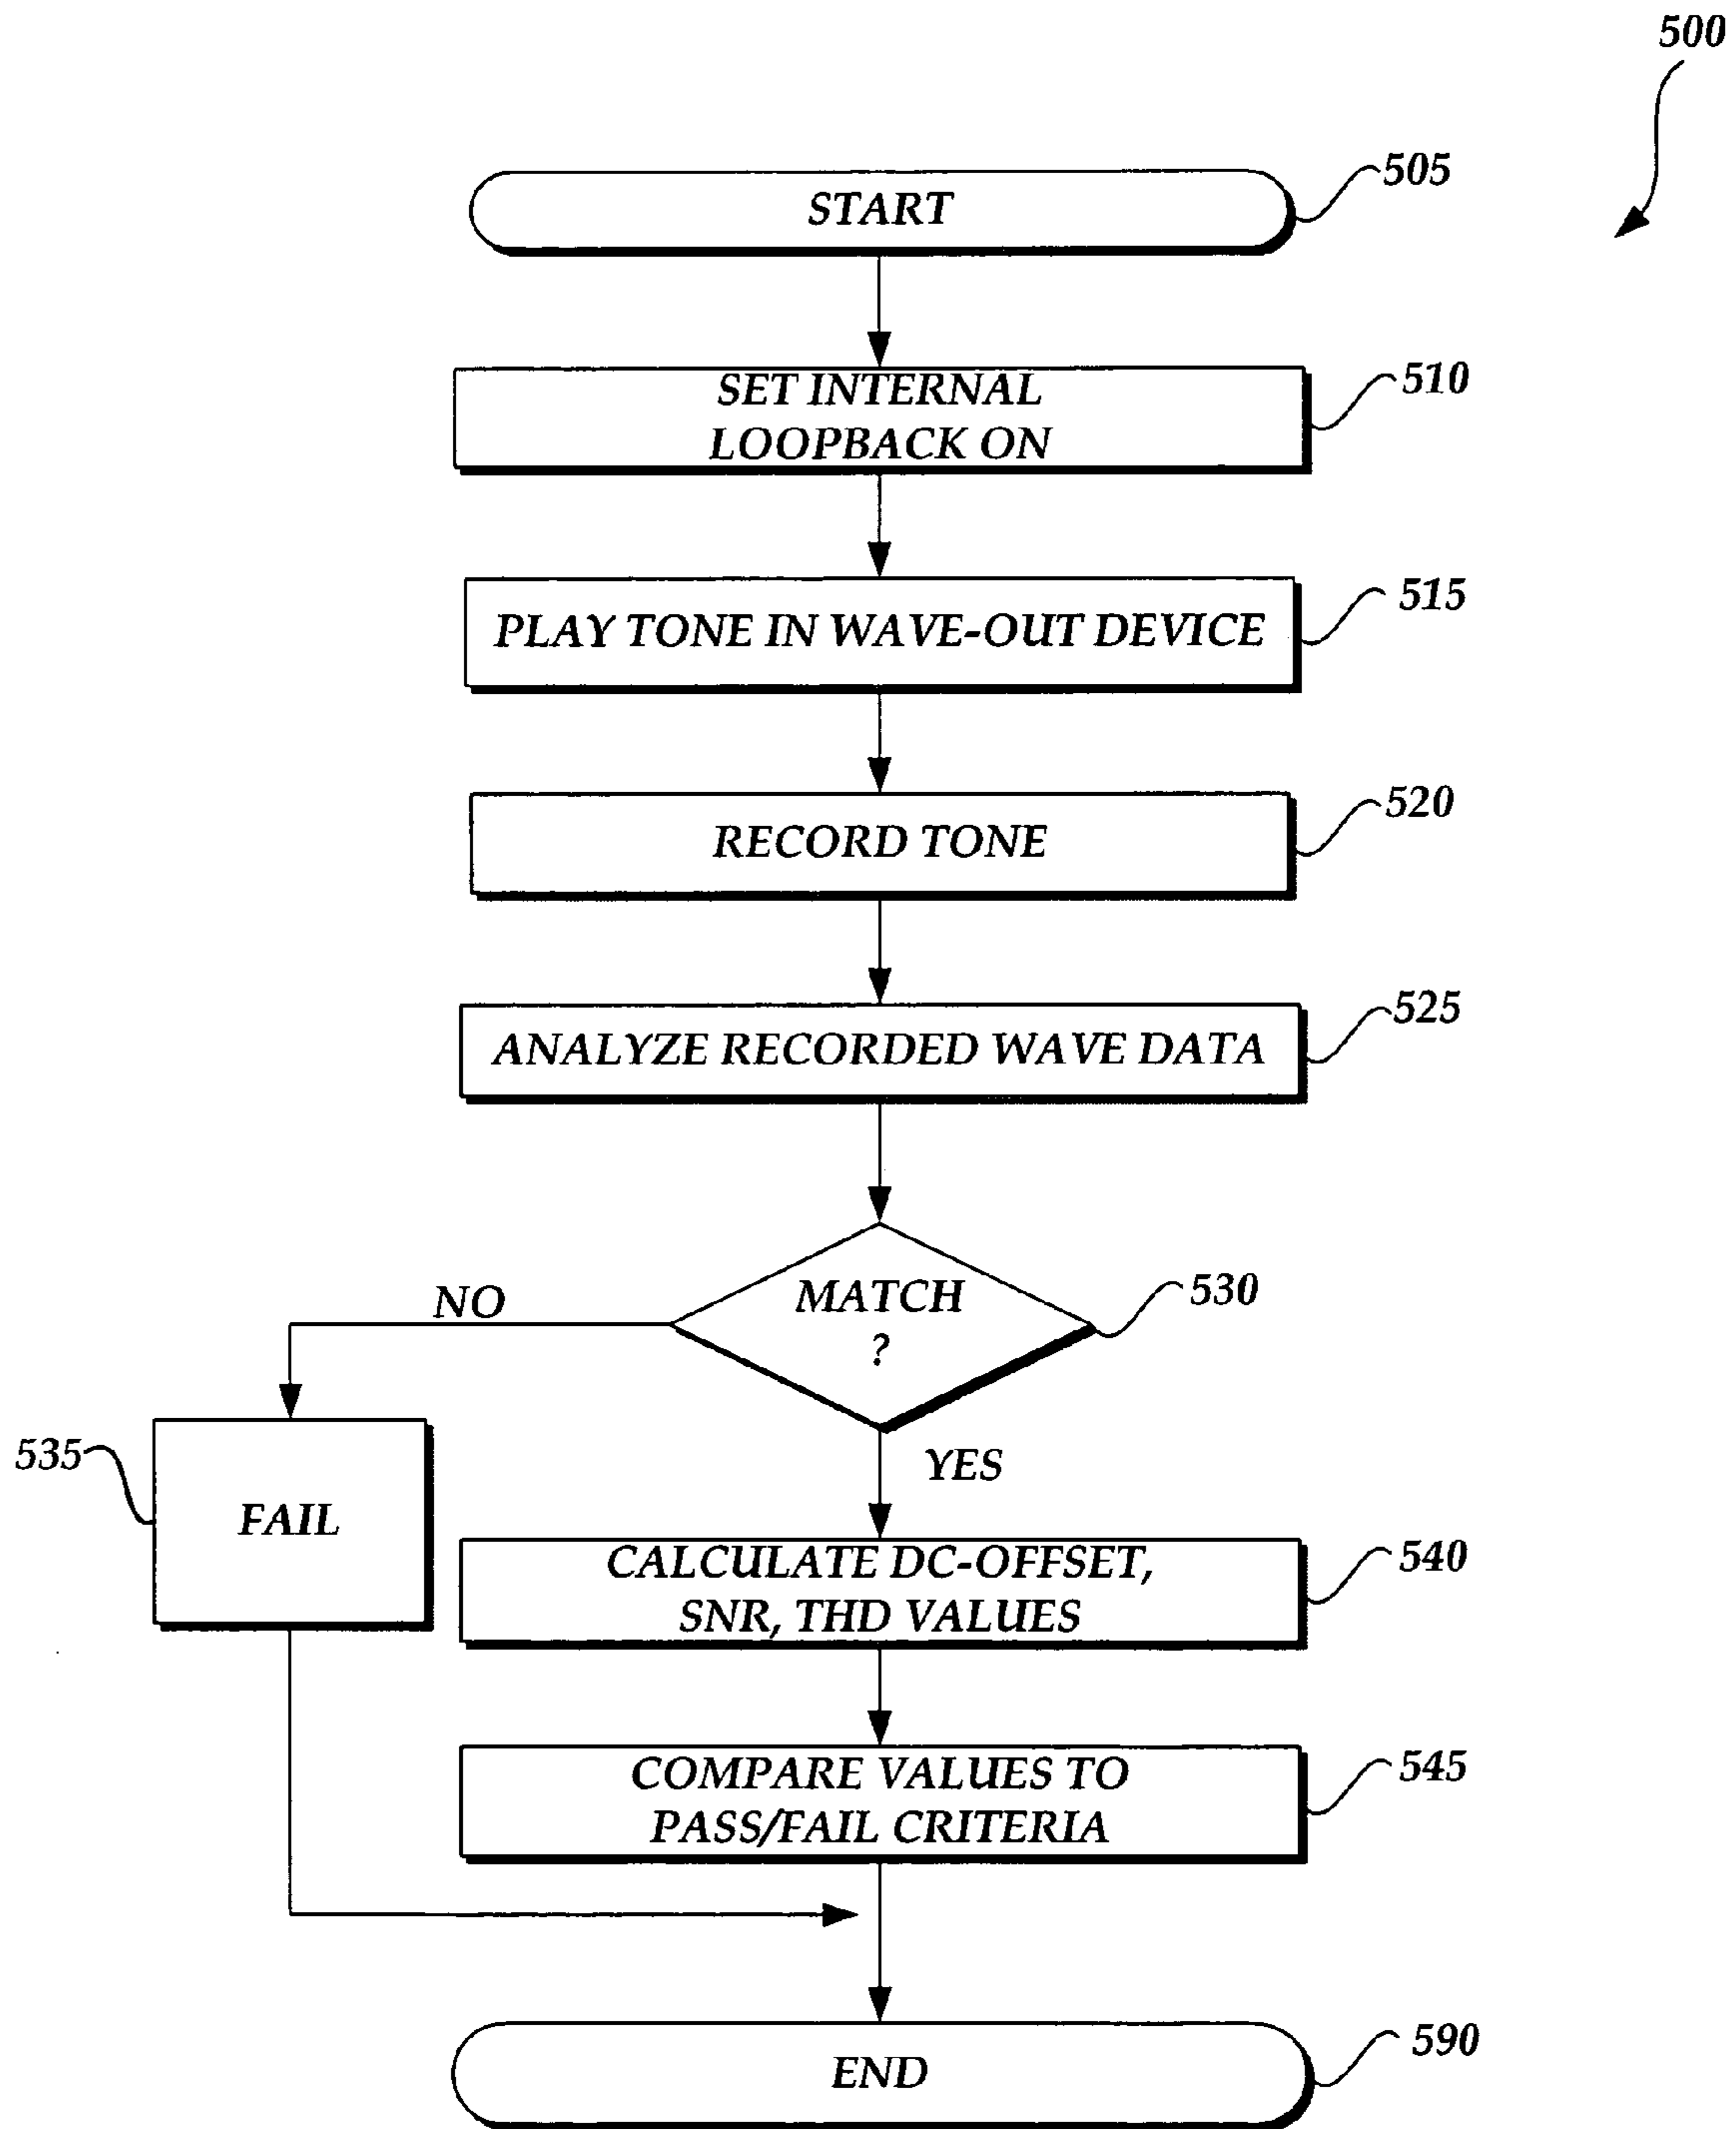 500
START
505
SET INTERNAL
LOOPBACK ON
510
PLAY TONE IN WAVE-OUT DEVICE
515
RECORD TONE
520
ANALYZE RECORDED WAVE DATA
525
MATCH
?
530
NO
YES
535
FAIL
CALCULATE DC-OFFSET,
SNR, THD VALUES
540
COMPARE VALUES TO
PASS/FAIL CRITERIA
545
END
590